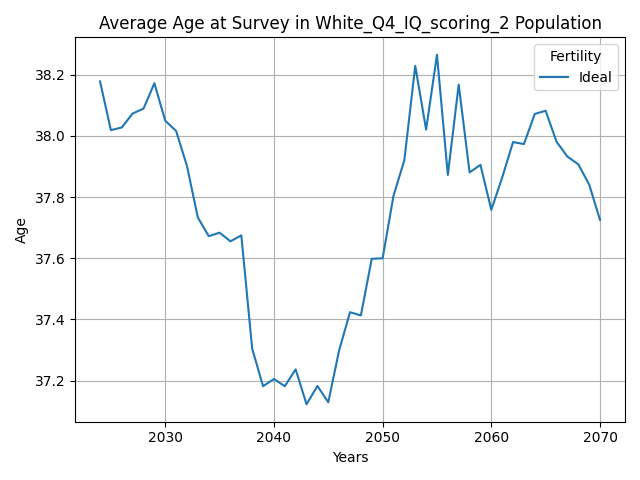 Average Age at Survey in White_Q4_IQ_scoring_2 Population
Fertility
Ideal
38.2
38.0
37.8
37.6
37.4
37.2
Age
2030 2040 2050 2060 2070
Years